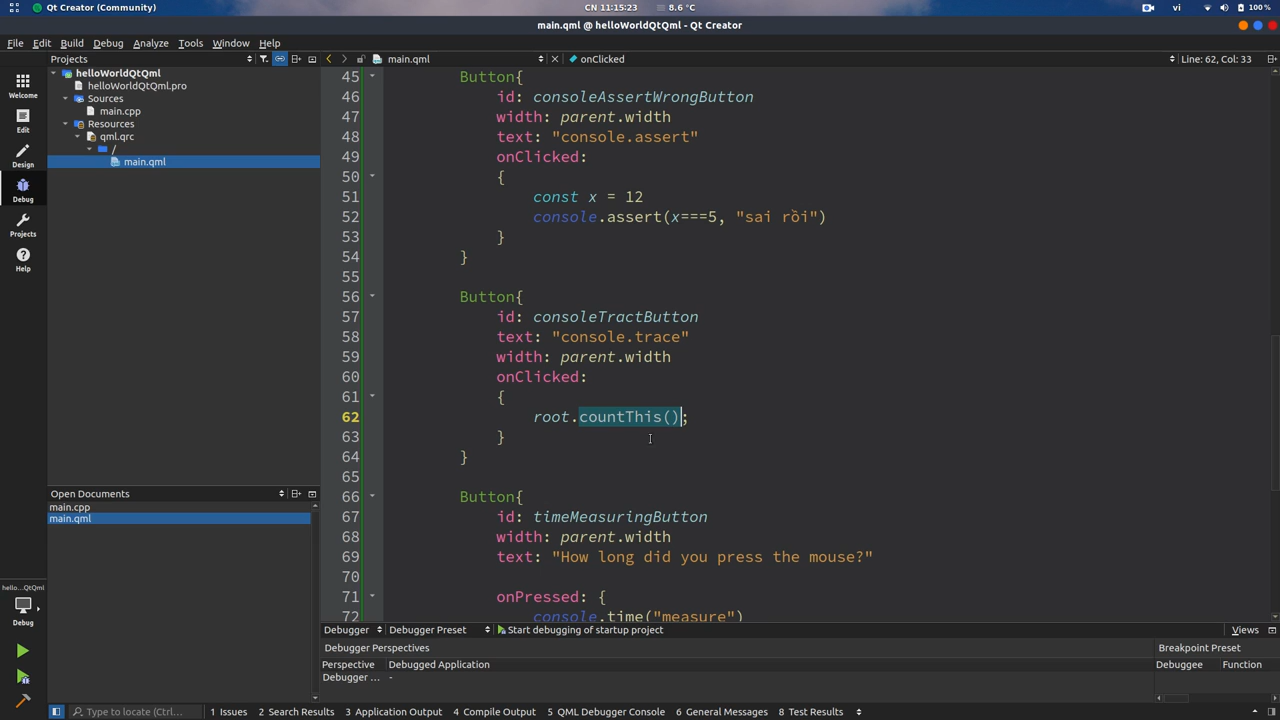 Qt Creator (Community)
CN 11:15:23
8.6 °C
vi
100 %
main.qml @ helloWorldQtQml - Qt Creator
File Edit Build Debug Analyze Tools Window Help
Projects
main.qml
onClicked
Line: 62, Col: 33
Welcome
Edit
Design
Debug
Projects
Help
helloWorldQtQml
helloWorldQtQml.pro
Sources
main.cpp
Resources
qml.qrc
/
main.qml
45 Button{
46 id: consoleAssertWrongButton
47 width: parent.width
48 text: "console.assert"
49 onClicked:
50 {
51 const x = 12
52 console.assert(x===5, "sai rồi")
53 }
54 }
55
56 Button{
57 id: consoleTractButton
58 text: "console.trace"
59 width: parent.width
60 onClicked:
61 {
62 root.countThis();
63 }
64 }
65
66 Button{
67 id: timeMeasuringButton
68 width: parent.width
69 text: "How long did you press the mouse?"
70
71 onPressed: {
72 console.time("measure")
Open Documents
main.cpp
main.qml
hello...QtQml
Debug
Debugger
Debugger Preset
Start debugging of startup project
Views
Debugger Perspectives
Breakpoint Preset
Perspective
Debugged Application
Debuggee
Function
Debugger ...
-
Type to locate (Ctrl...
1 Issues
2 Search Results
3 Application Output
4 Compile Output
5 QML Debugger Console
6 General Messages
8 Test Results